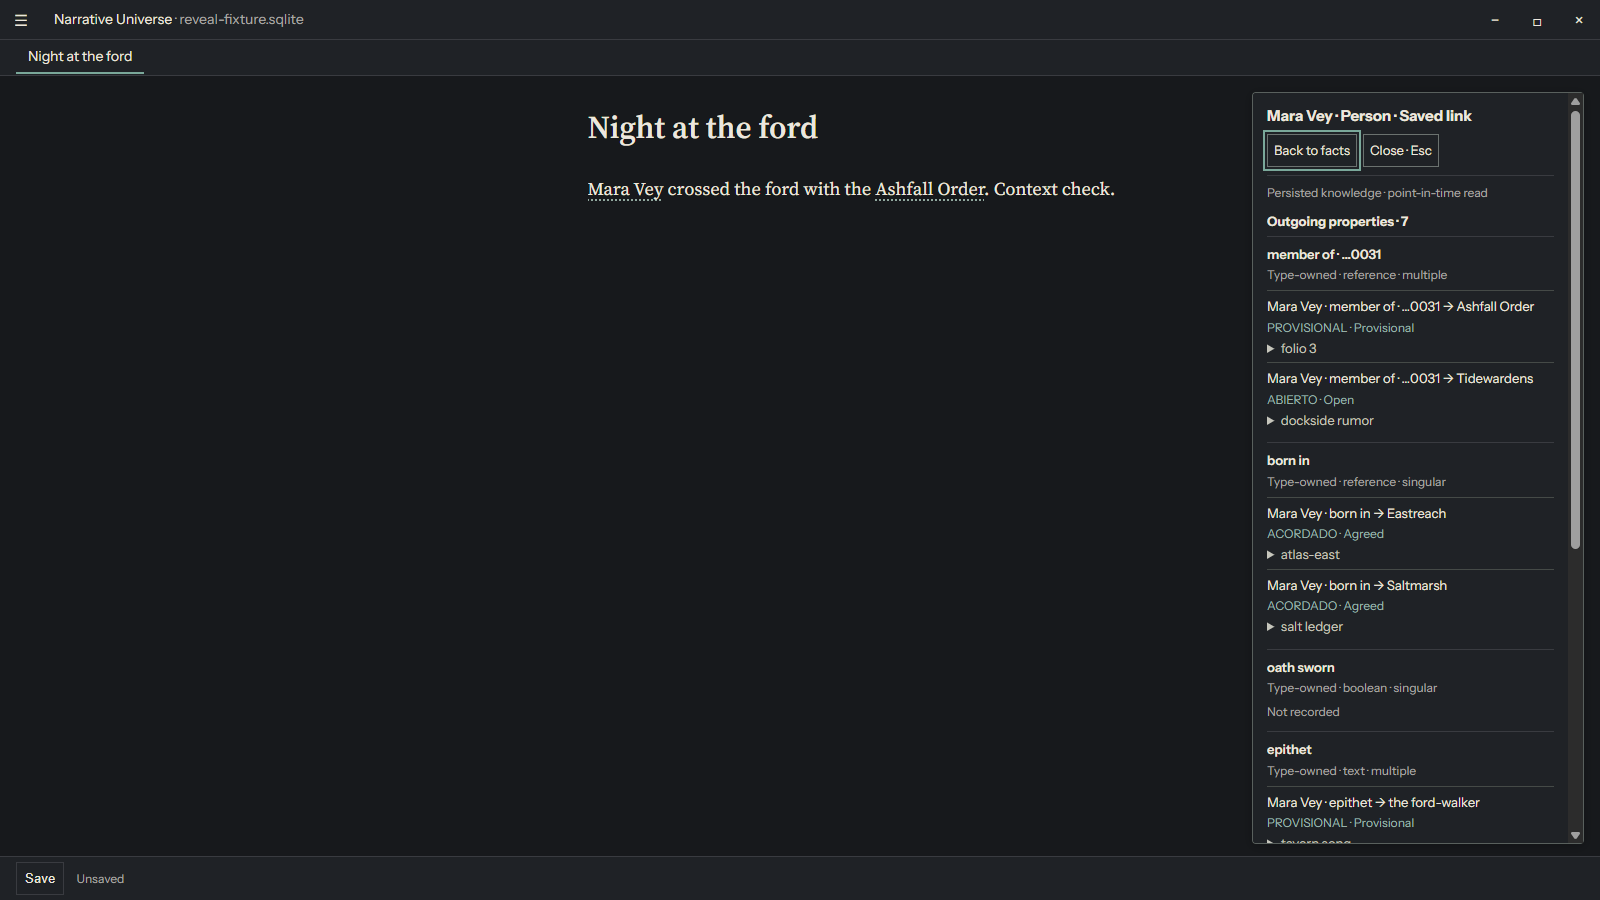 Narrative Universe · reveal-fixture.sqlite
Night at the ford
Night at the ford
Mara Vey crossed the ford with the Ashfall Order. Context check.
Mara Vey · Person · Saved link
Back to facts
Close · Esc
Persisted knowledge · point-in-time read
Outgoing properties · 7
member of · …0031
Type-owned · reference · multiple
Mara Vey · member of · …0031 → Ashfall Order
PROVISIONAL · Provisional
folio 3
Mara Vey · member of · …0031 → Tidewardens
ABIERTO · Open
dockside rumor
born in
Type-owned · reference · singular
Mara Vey · born in → Eastreach
ACORDADO · Agreed
atlas-east
Mara Vey · born in → Saltmarsh
ACORDADO · Agreed
salt ledger
oath sworn
Type-owned · boolean · singular
Not recorded
epithet
Type-owned · text · multiple
Mara Vey · epithet → the ford-walker
PROVISIONAL · Provisional
Save
Unsaved